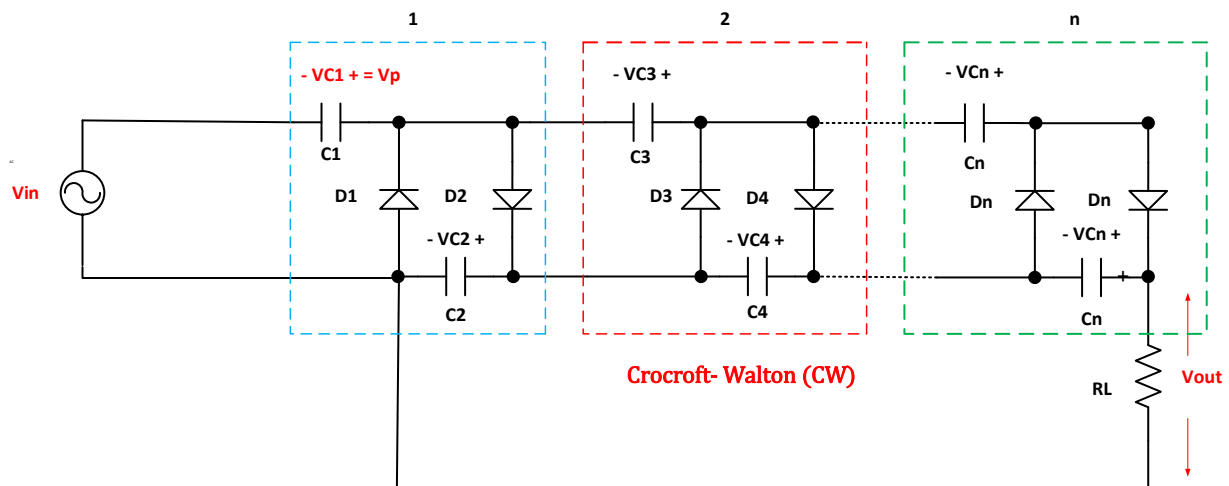 1
2
n
- VC1 + = Vp
- VC3 +
- VCn +
C1
C3
Cn
Vin
D1
D2
D3
D4
Dn
Dn
- VC2 +
- VC4 +
- VCn +
+
C2
C4
Cn
Crocroft- Walton (CW)
RL
Vout